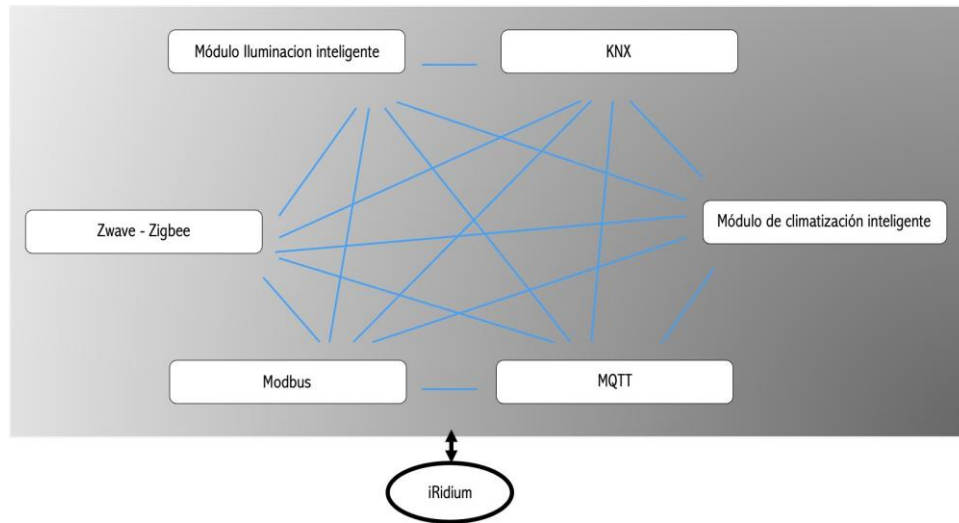 Módulo Iluminacion inteligente
KNX
Zwave - Zigbee
Módulo de climatización inteligente
Modbus
MQTT
iRidium